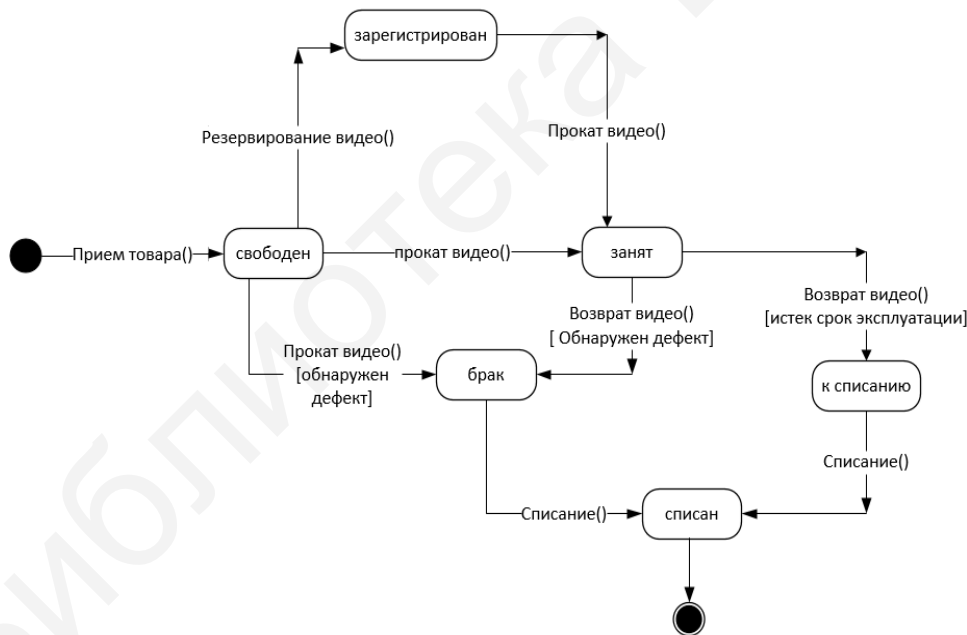 зарегистрирован
Резервирование видео()
Прокат видео()
Прием товара()
свободен
прокат видео()
занят
Возврат видео()
[истек срок эксплуатации]
Возврат видео()
[ Обнаружен дефект]
Прокат видео()
[обнаружен
дефект]
брак
к списанию
Списание()
Списание()
списан